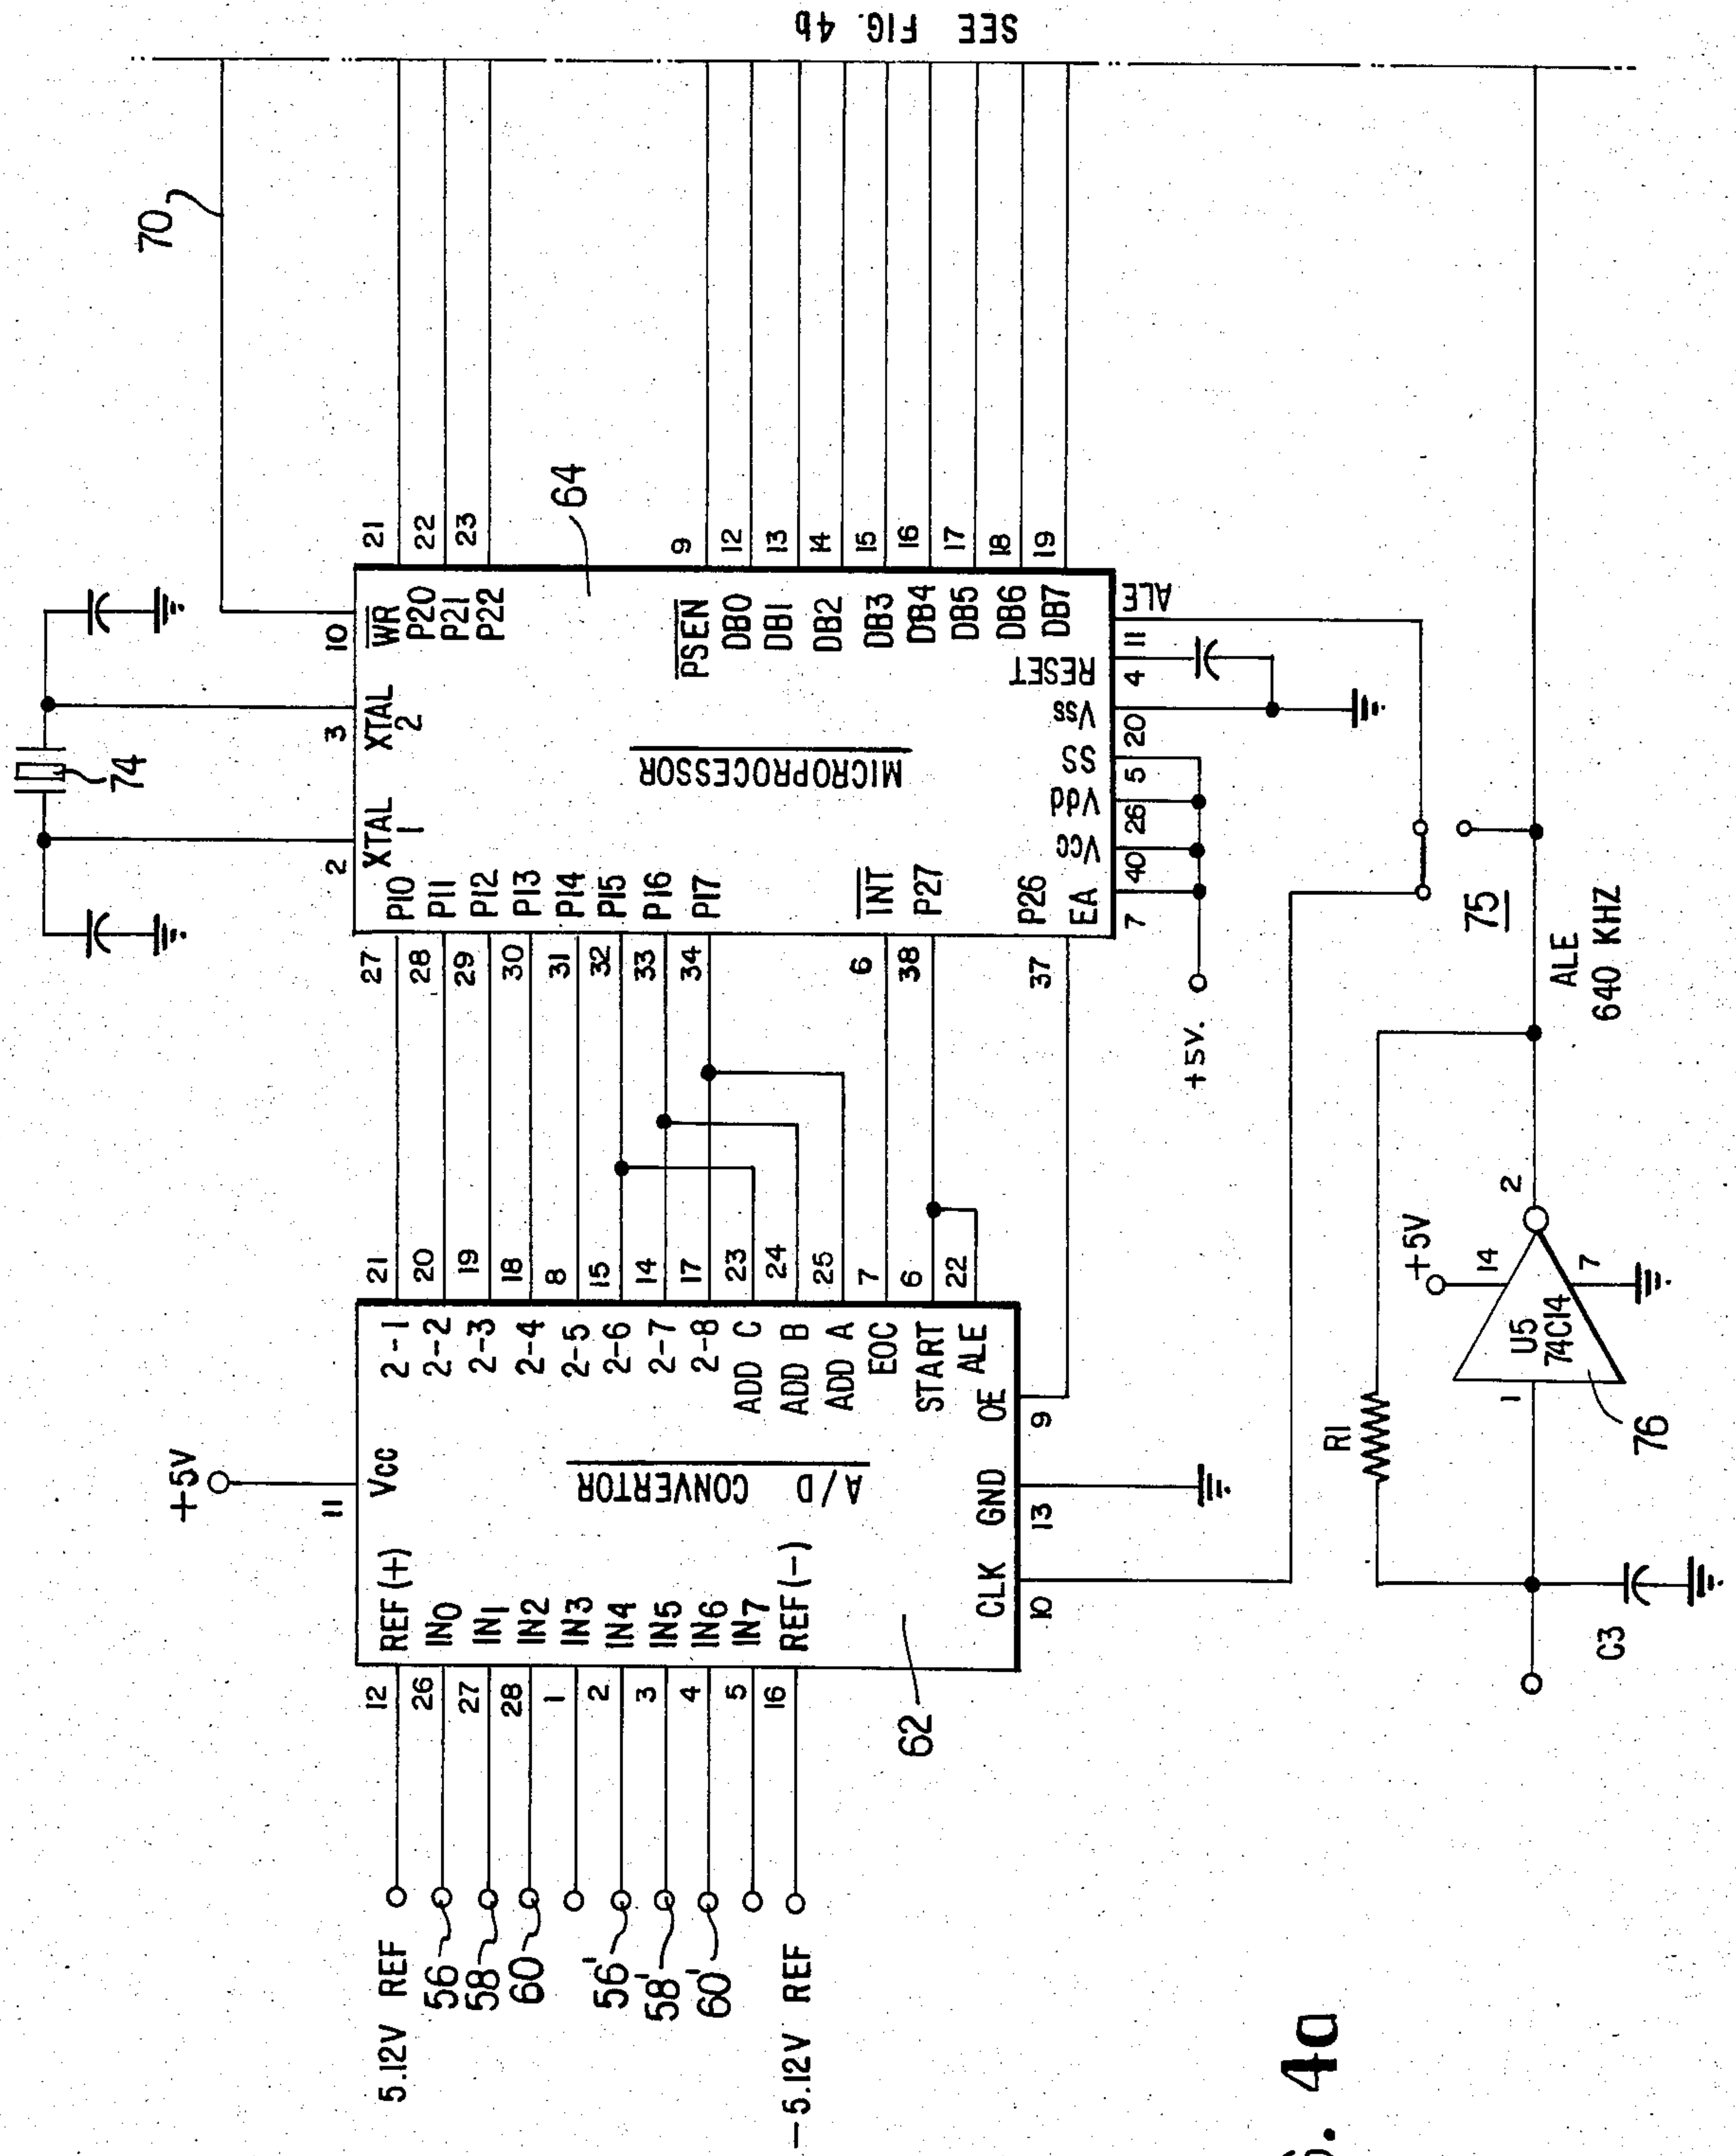 SEE FIG. 4b
70
74
10
3
2
WR
XTAL 2
XTAL 1
21 P20
22 P21
23 P22
64
9 PSEN
12 DB0
13 DB1
14 DB2
15 DB3
16 DB4
17 DB5
18 DB6
19 DB7
MICROPROCESSOR
ALE
11
RESET
4
Vss
20
SS
5
Vdd
26
Vcc
40
EA
7
+5V.
P10 27
P11 28
P12 29
P13 30
P14 31
P15 32
P16 33
P17 34
INT 6
P27 38
P26 37
75
ALE
640 KHZ
21 2-1
20 2-2
19 2-3
18 2-4
8 2-5
15 2-6
14 2-7
17 2-8
23 ADD C
24 ADD B
25 ADD A
7 EOC
6 START
22 ALE
OE
9
+5V
11
Vcc
A/D CONVERTOR
GND
13
CLK
10
REF(+) 12
IN0 26
IN1 27
IN2 28
IN3 1
IN4 2
IN5 3
IN6 4
IN7 5
REF(-) 16
62
5.12V REF
56
58
60
56'
58'
60'
-5.12V REF
R1
+5V
14
2
7
U5
74C14
1
76
C3
4a